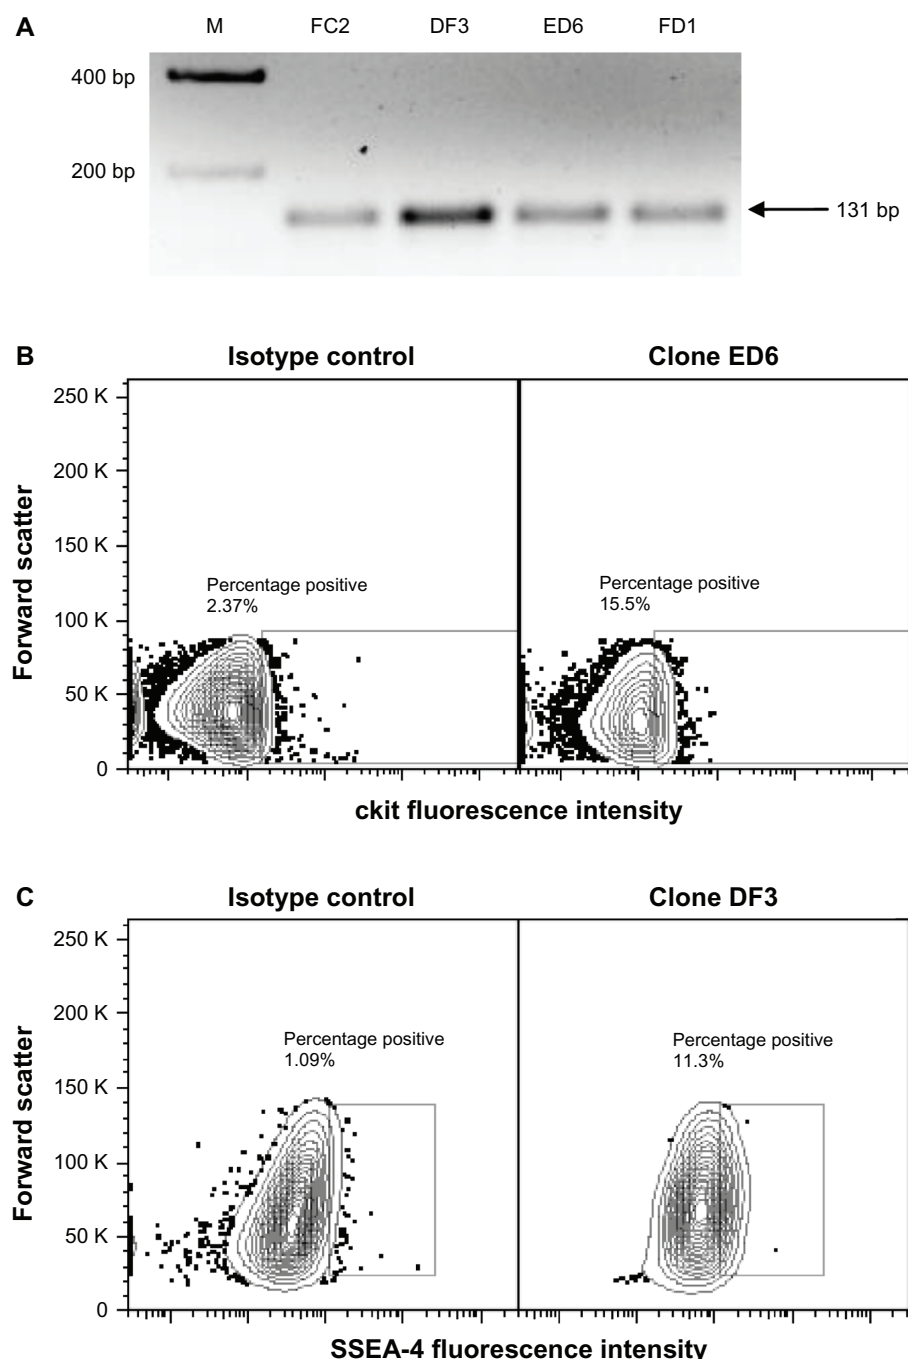 A
M FC2 DF3 ED6 FD1
400 bp
200 bp
131 bp
B
Isotype control Clone ED6
250 K
200 K
150 K
100 K
50 K
0
Forward scatter
Percentage positive
2.37%
Percentage positive
15.5%
ckit fluorescence intensity
C
Isotype control Clone DF3
250 K
200 K
150 K
100 K
50 K
0
Forward scatter
Percentage positive
1.09%
Percentage positive
11.3%
SSEA-4 fluorescence intensity